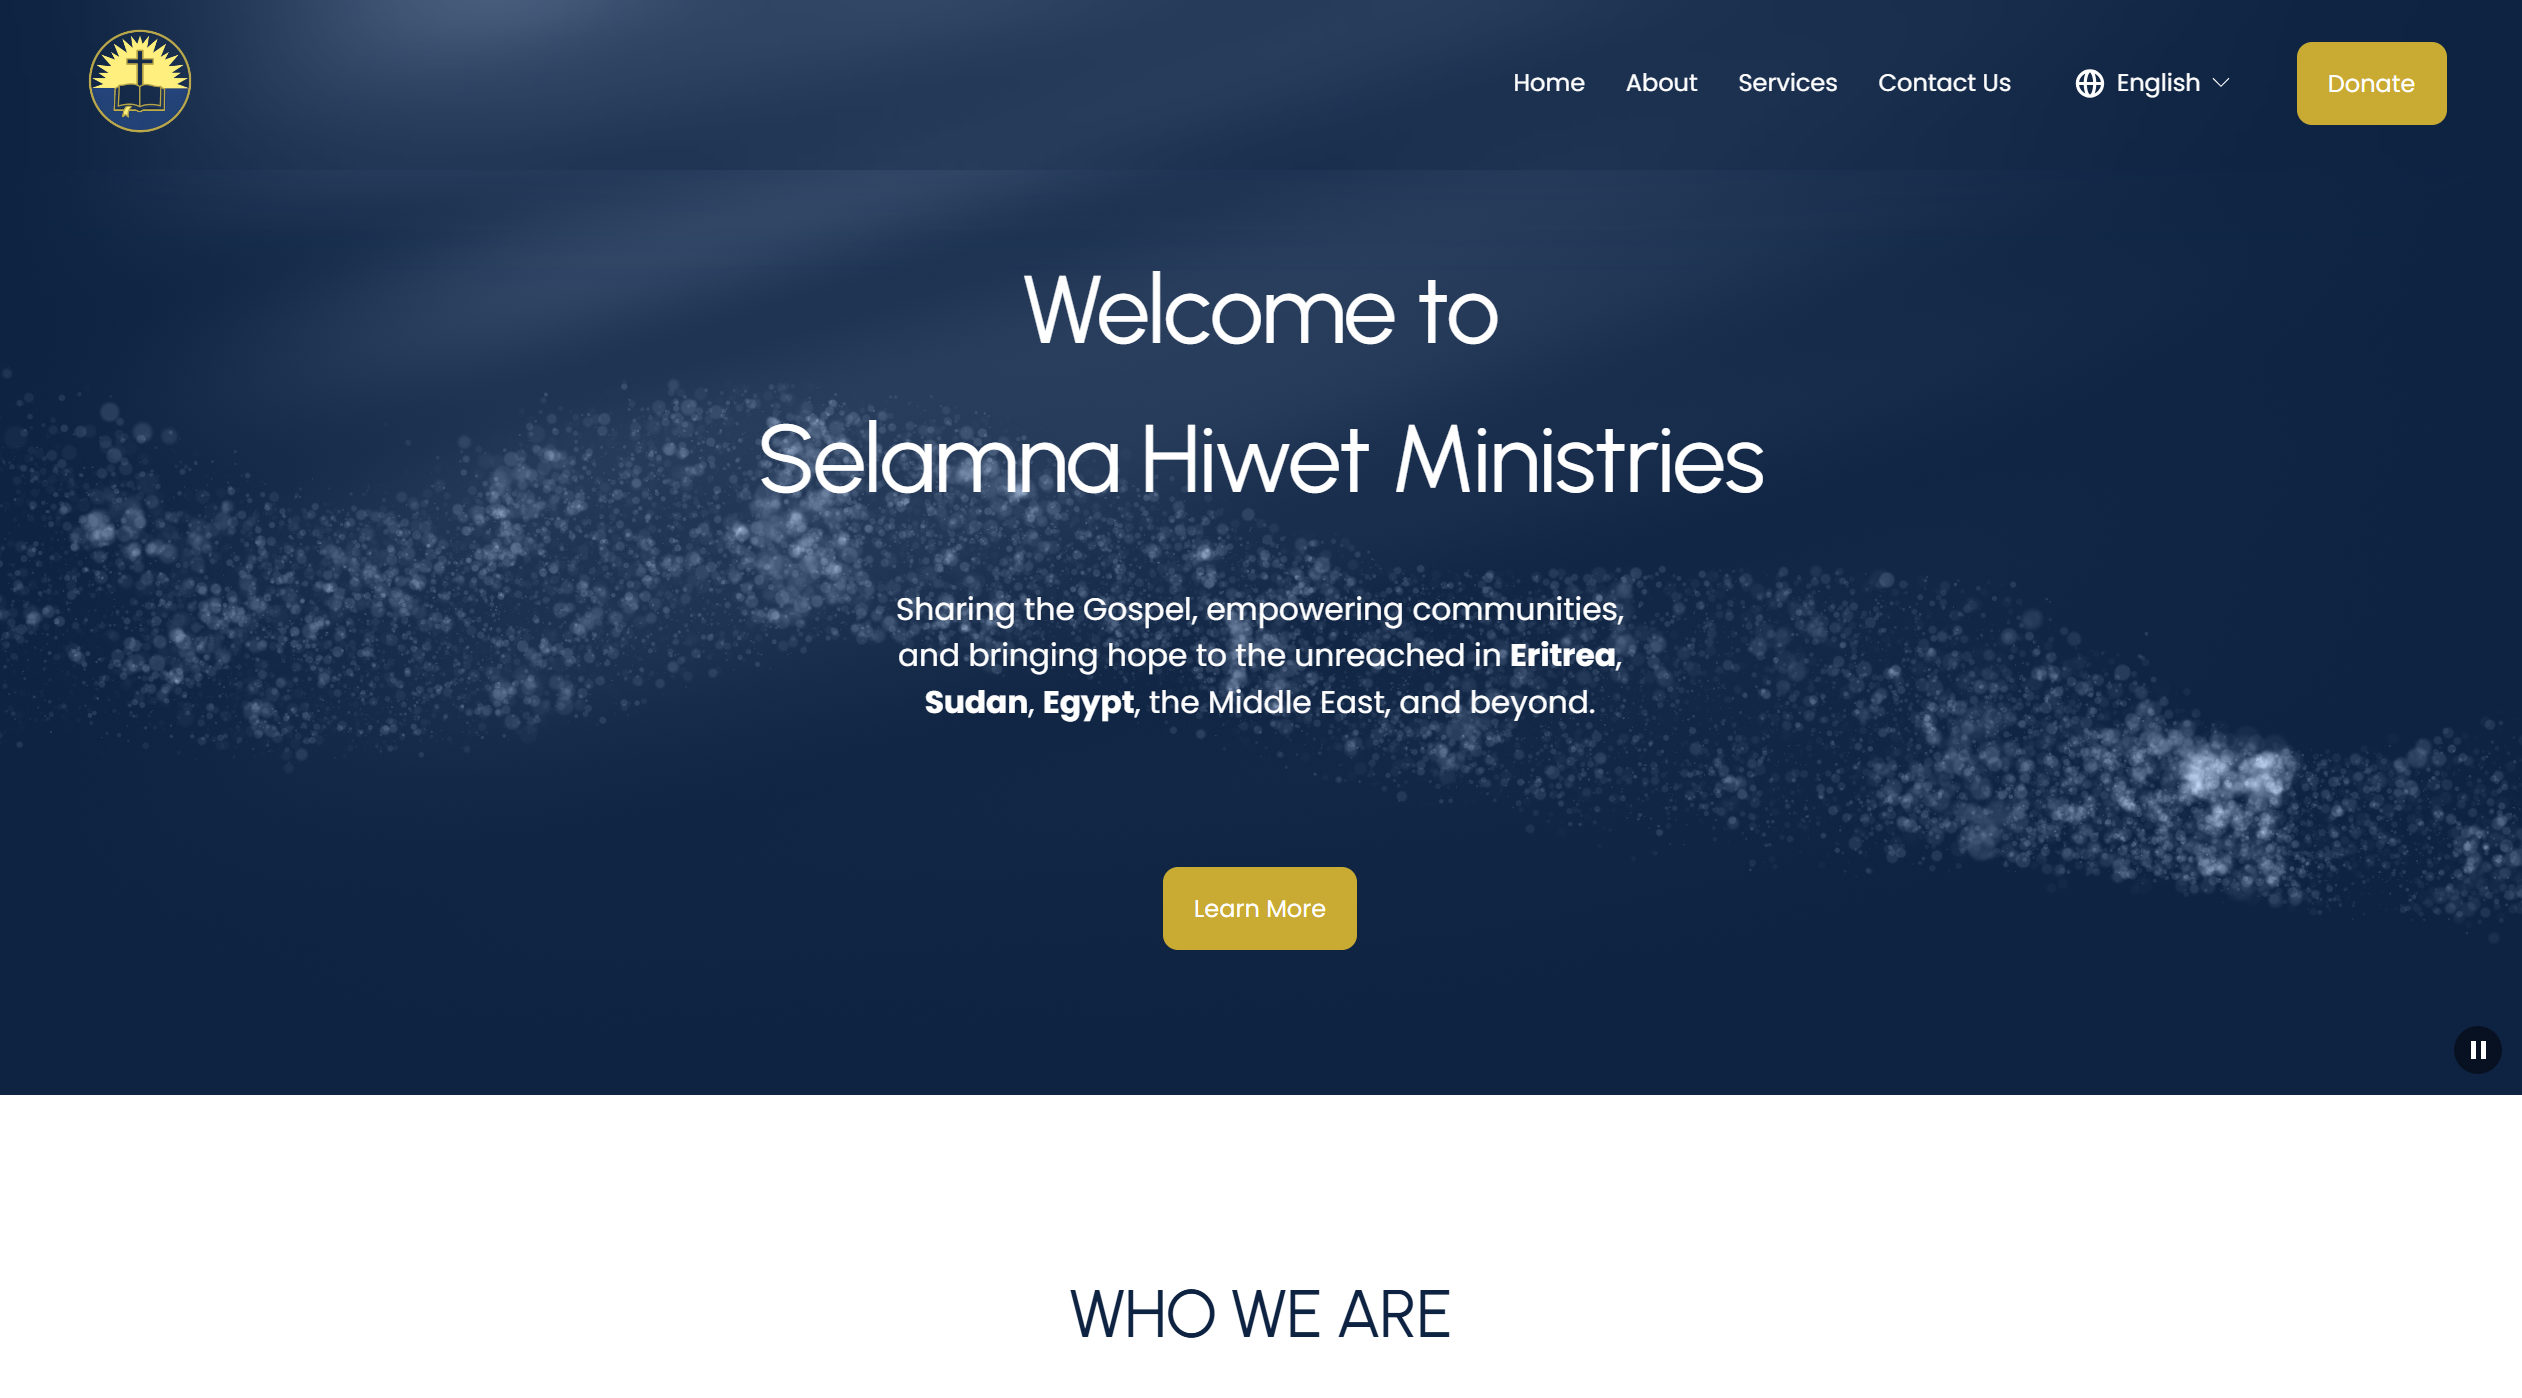 Home About Services Contact Us English Donate
Welcome to
Selamna Hiwet Ministries
Sharing the Gospel, empowering communities,
and bringing hope to the unreached in Eritrea,
Sudan, Egypt, the Middle East, and beyond.
Learn More
WHO WE ARE